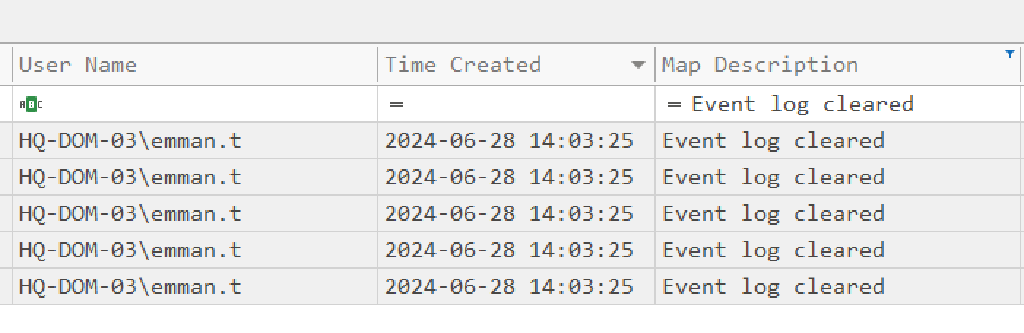 User Name Time Created Map Description
= = Event log cleared
HQ-DOM-03\emman.t 2024-06-28 14:03:25 Event log cleared
HQ-DOM-03\emman.t 2024-06-28 14:03:25 Event log cleared
HQ-DOM-03\emman.t 2024-06-28 14:03:25 Event log cleared
HQ-DOM-03\emman.t 2024-06-28 14:03:25 Event log cleared
HQ-DOM-03\emman.t 2024-06-28 14:03:25 Event log cleared